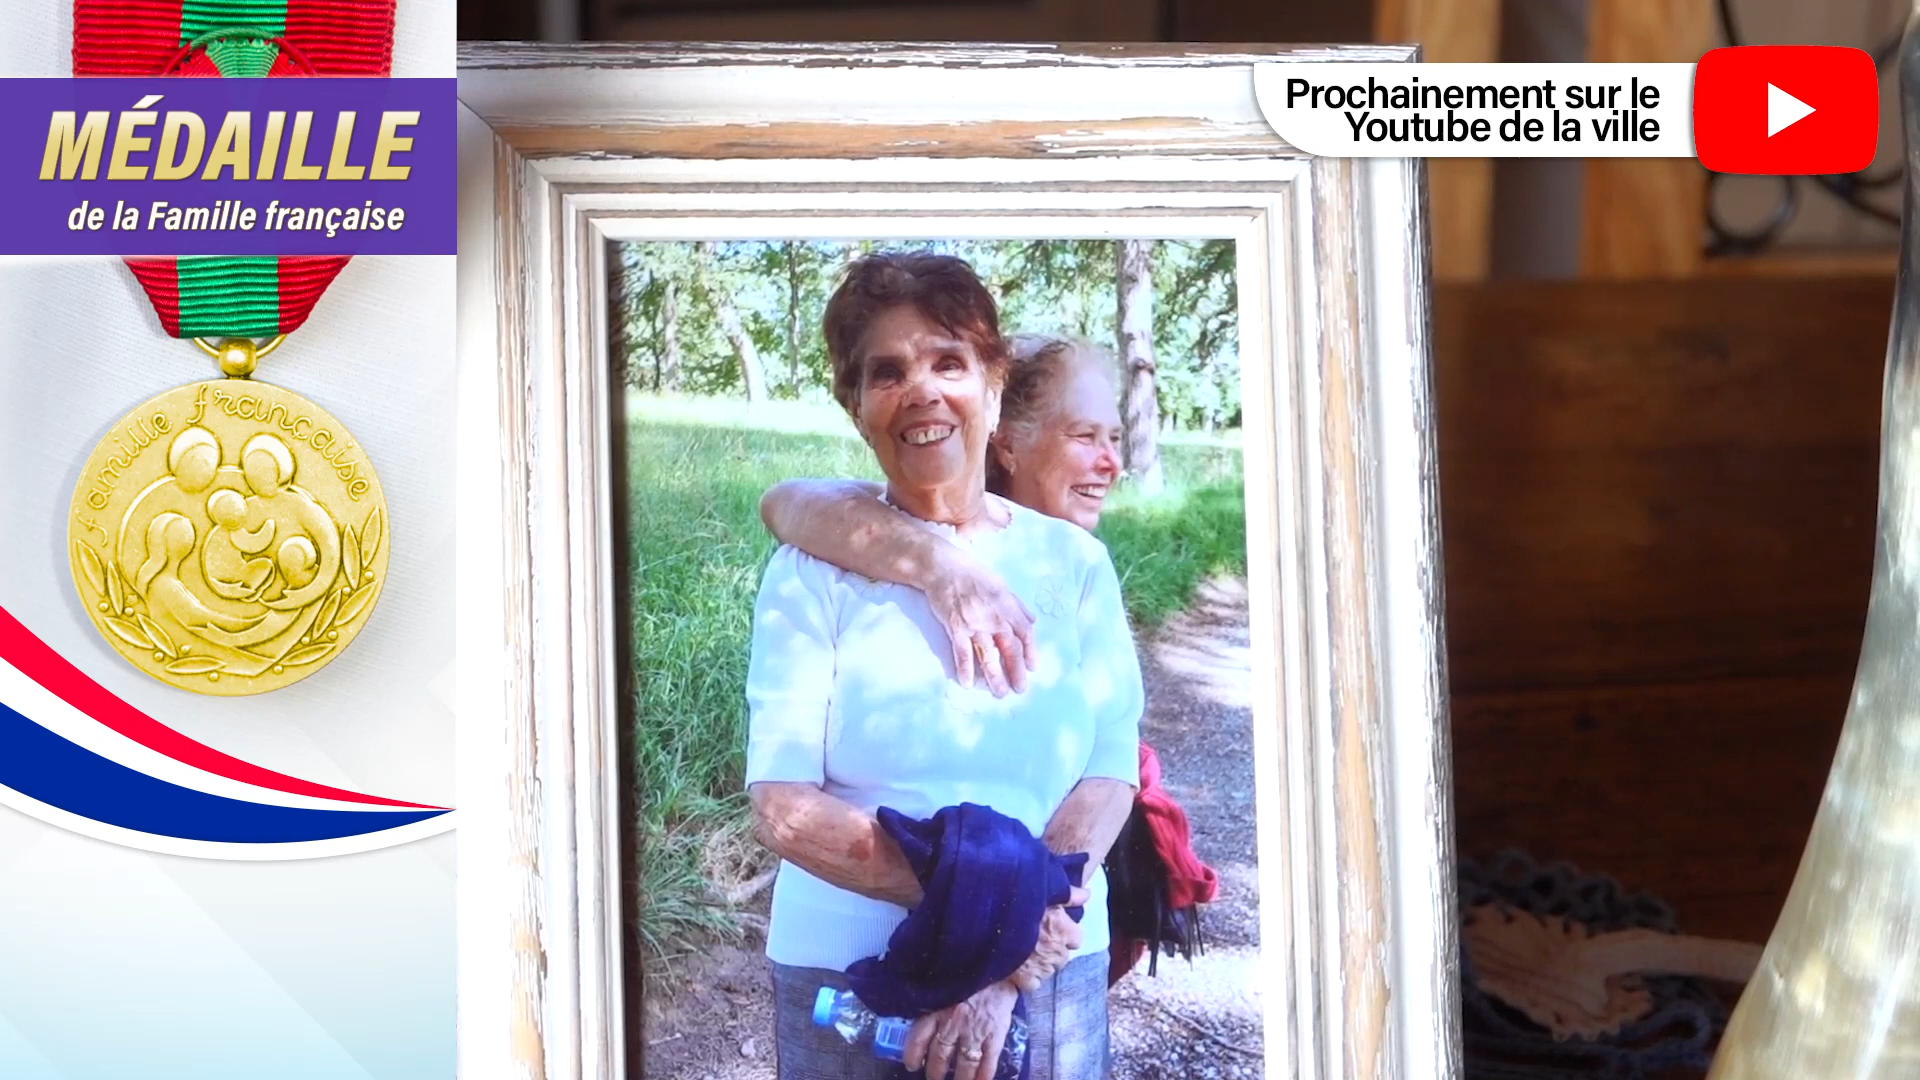 MÉDAILLE
de la Famille française
famille française
Prochainement sur le
Youtube de la ville